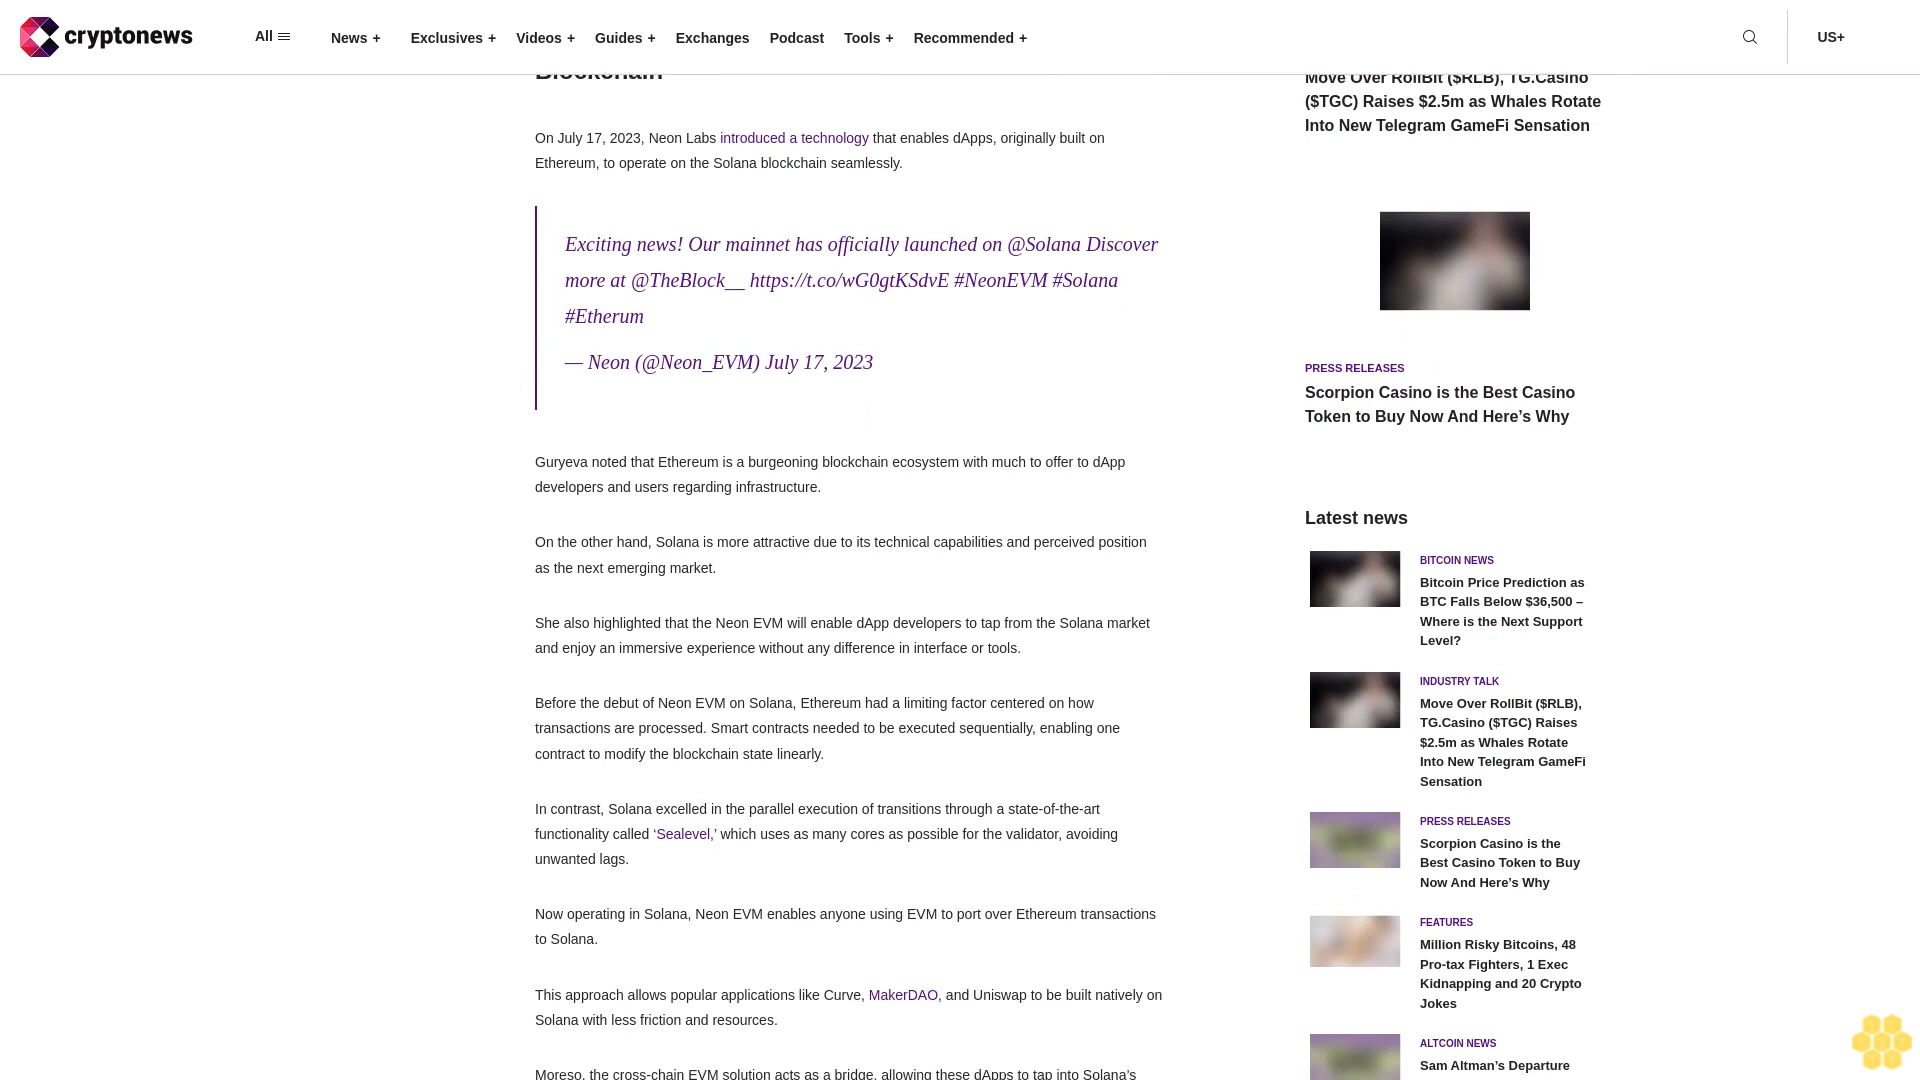 cryptonews
All
News +
Exclusives +
Videos +
Guides +
Exchanges
Podcast
Tools +
Recommended +
US+
Blockchain
On July 17, 2023, Neon Labs introduced a technology that enables dApps, originally built on
Ethereum, to operate on the Solana blockchain seamlessly.
Exciting news! Our mainnet has officially launched on @Solana Discover
more at @TheBlock__ https://t.co/wG0gtKSdvE #NeonEVM #Solana
#Etherum
— Neon (@Neon_EVM) July 17, 2023
Guryeva noted that Ethereum is a burgeoning blockchain ecosystem with much to offer to dApp
developers and users regarding infrastructure.
On the other hand, Solana is more attractive due to its technical capabilities and perceived position
as the next emerging market.
She also highlighted that the Neon EVM will enable dApp developers to tap from the Solana market
and enjoy an immersive experience without any difference in interface or tools.
Before the debut of Neon EVM on Solana, Ethereum had a limiting factor centered on how
transactions are processed. Smart contracts needed to be executed sequentially, enabling one
contract to modify the blockchain state linearly.
In contrast, Solana excelled in the parallel execution of transitions through a state-of-the-art
functionality called ‘Sealevel,’ which uses as many cores as possible for the validator, avoiding
unwanted lags.
Now operating in Solana, Neon EVM enables anyone using EVM to port over Ethereum transactions
to Solana.
This approach allows popular applications like Curve, MakerDAO, and Uniswap to be built natively on
Solana with less friction and resources.
Moreso, the cross-chain EVM solution acts as a bridge, allowing these dApps to tap into Solana’s
Move Over RollBit ($RLB), TG.Casino
($TGC) Raises $2.5m as Whales Rotate
Into New Telegram GameFi Sensation
PRESS RELEASES
Scorpion Casino is the Best Casino
Token to Buy Now And Here’s Why
Latest news
BITCOIN NEWS
Bitcoin Price Prediction as
BTC Falls Below $36,500 –
Where is the Next Support
Level?
INDUSTRY TALK
Move Over RollBit ($RLB),
TG.Casino ($TGC) Raises
$2.5m as Whales Rotate
Into New Telegram GameFi
Sensation
PRESS RELEASES
Scorpion Casino is the
Best Casino Token to Buy
Now And Here’s Why
FEATURES
Million Risky Bitcoins, 48
Pro-tax Fighters, 1 Exec
Kidnapping and 20 Crypto
Jokes
ALTCOIN NEWS
Sam Altman’s Departure